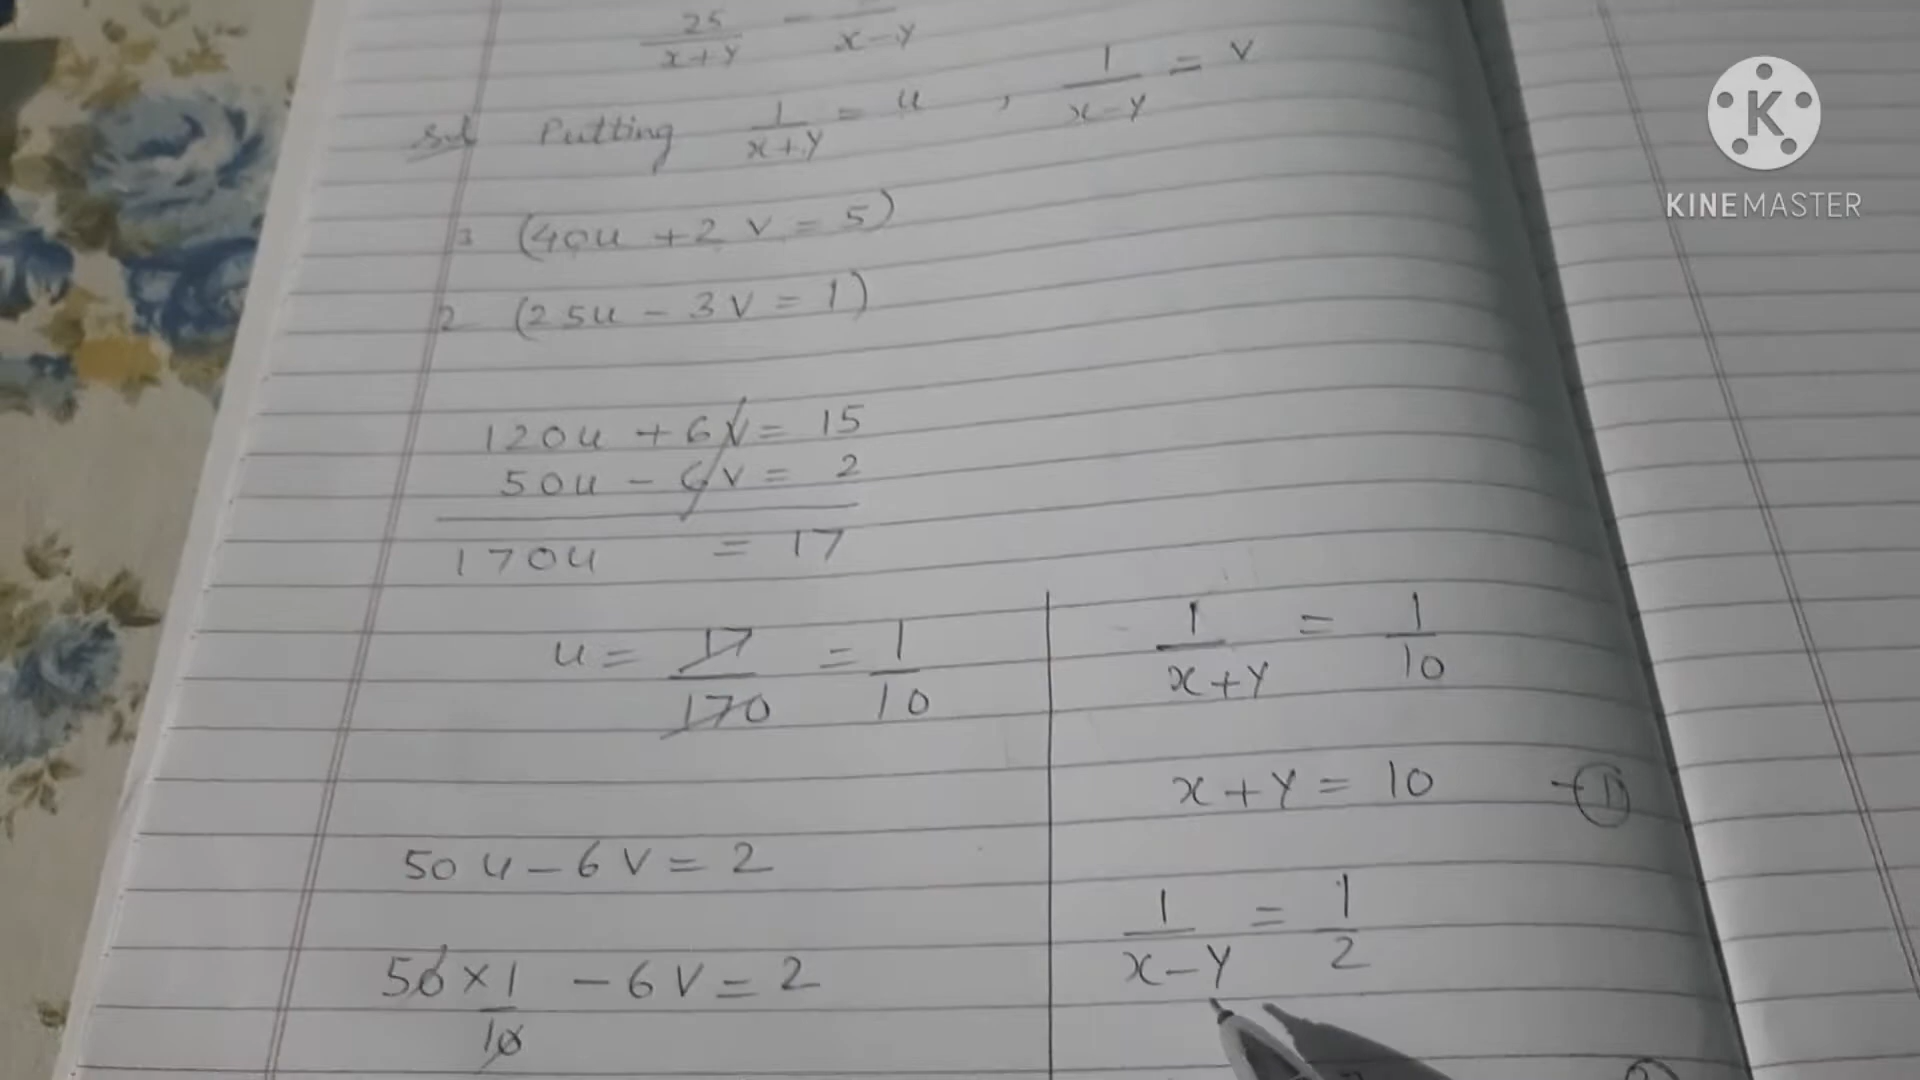 25/(x+y) - /(x-y)
Sol Putting 1/(x+y) = u , 1/(x-y) = v
3 (40u + 2v = 5)
2 (25u - 3v = 1)
120u + 6v = 15
50u - 6v = 2
170u = 17
u = 17/170 = 1/10
50u - 6v = 2
50 × 1/10 - 6v = 2
1/(x+y) = 1/10
x + y = 10 - ①
1/(x-y) = 1/2
K
KINEMASTER